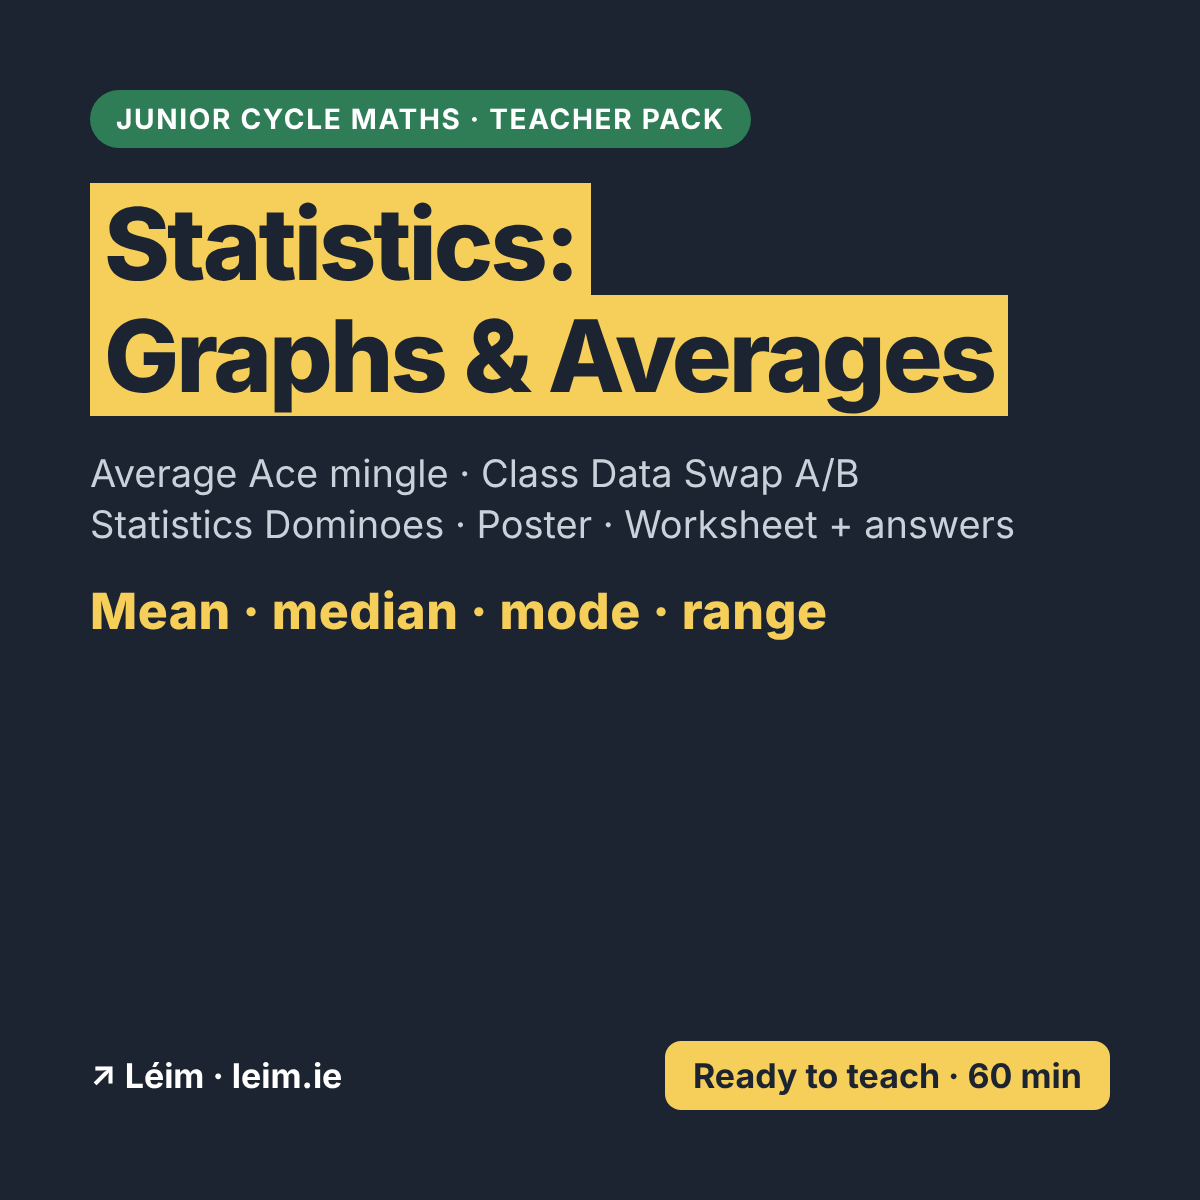 JUNIOR CYCLE MATHS · TEACHER PACK
Statistics:
Graphs & Averages
Average Ace mingle · Class Data Swap A/B
Statistics Dominoes · Poster · Worksheet + answers
Mean · median · mode · range
↗ Léim · leim.ie
Ready to teach · 60 min